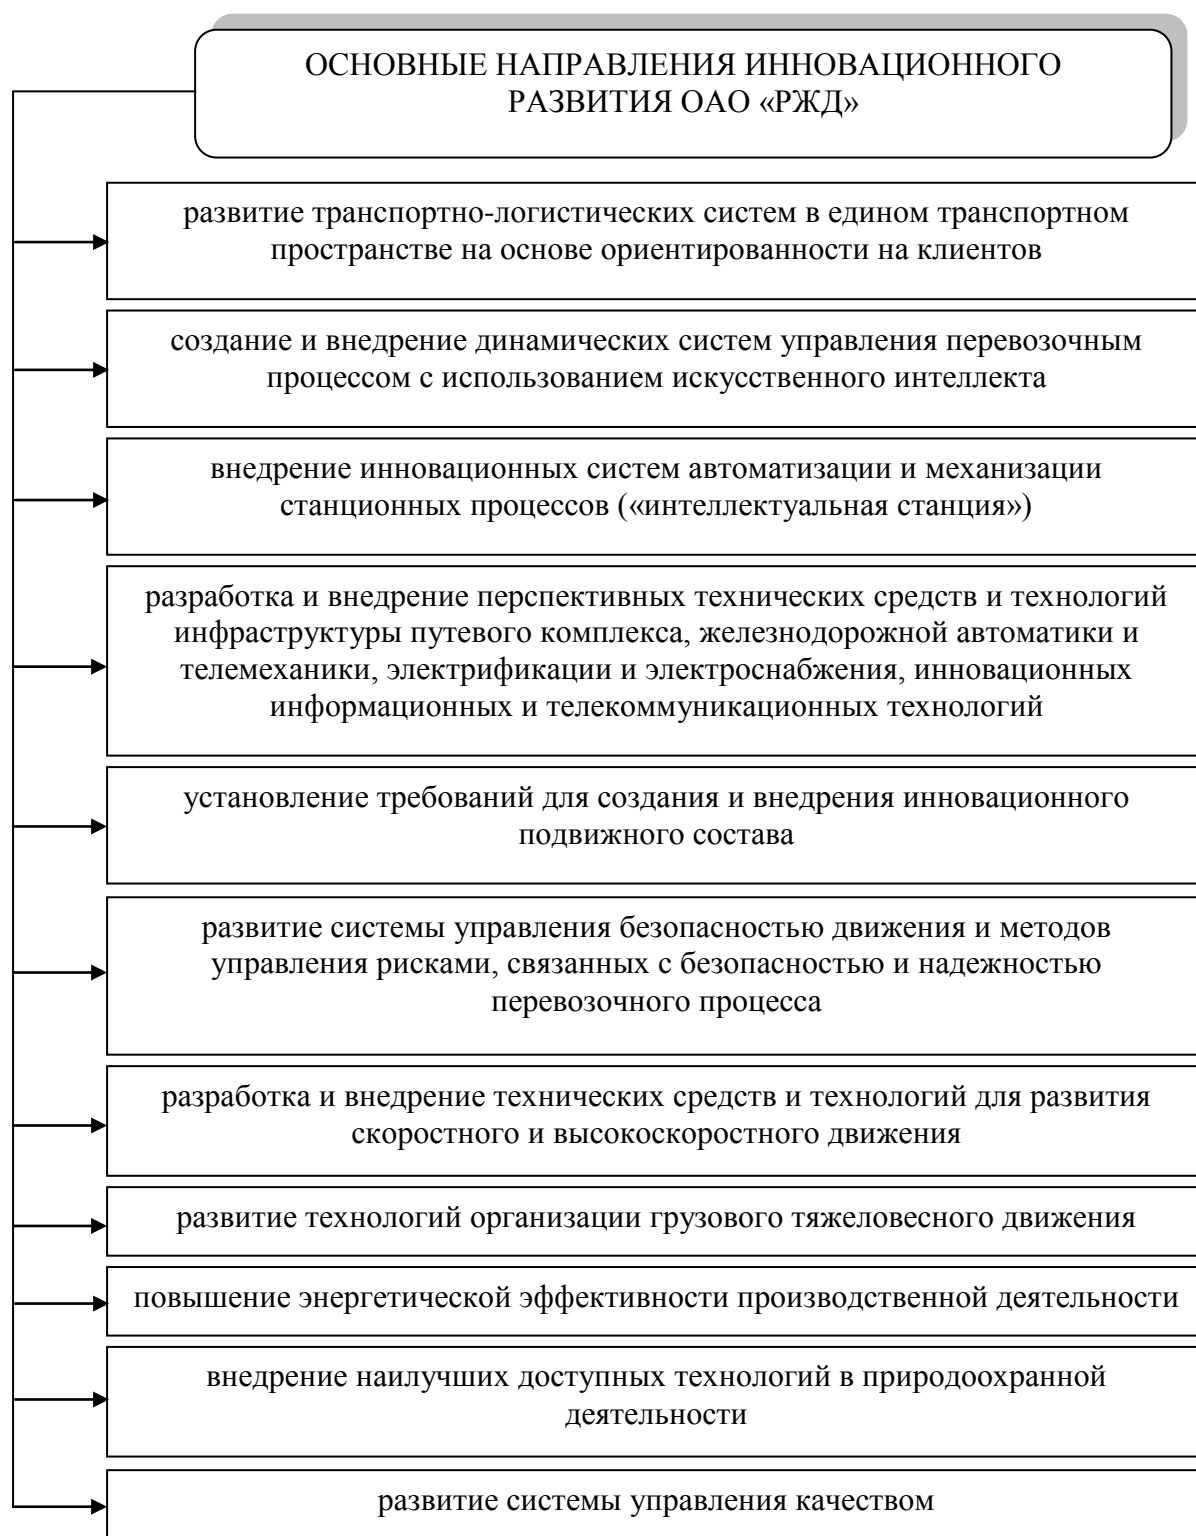 ОСНОВНЫЕ НАПРАВЛЕНИЯ ИННОВАЦИОННОГО
РАЗВИТИЯ ОАО «РЖД»
развитие транспортно-логистических систем в едином транспортном
пространстве на основе ориентированности на клиентов
создание и внедрение динамических систем управления перевозочным
процессом с использованием искусственного интеллекта
внедрение инновационных систем автоматизации и механизации
станционных процессов («интеллектуальная станция»)
разработка и внедрение перспективных технических средств и технологий
инфраструктуры путевого комплекса, железнодорожной автоматики и
телемеханики, электрификации и электроснабжения, инновационных
информационных и телекоммуникационных технологий
установление требований для создания и внедрения инновационного
подвижного состава
развитие системы управления безопасностью движения и методов
управления рисками, связанных с безопасностью и надежностью
перевозочного процесса
разработка и внедрение технических средств и технологий для развития
скоростного и высокоскоростного движения
развитие технологий организации грузового тяжеловесного движения
повышение энергетической эффективности производственной деятельности
внедрение наилучших доступных технологий в природоохранной
деятельности
развитие системы управления качеством